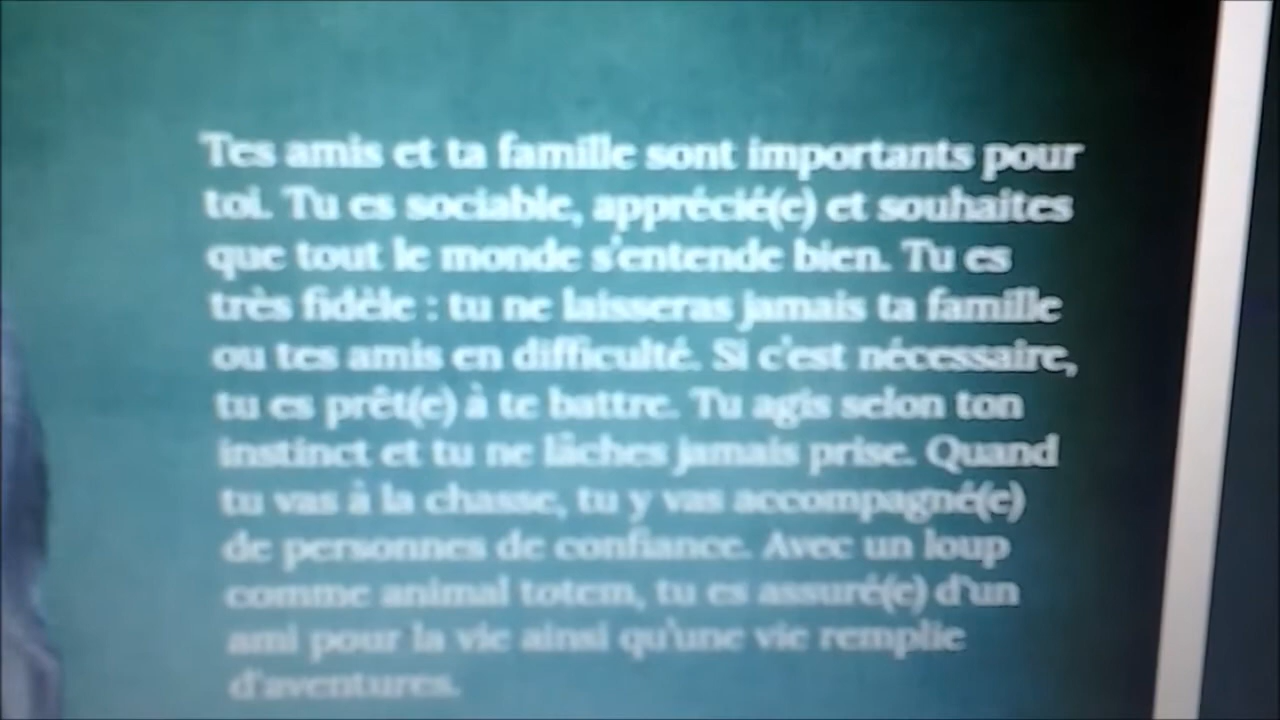 Tes amis et ta famille sont importants pour
toi. Tu es sociable, apprécié(e) et souhaites
que tout le monde s'entende bien. Tu es
très fidèle : tu ne laisseras jamais ta famille
ou tes amis en difficulté. Si c'est nécessaire,
tu es prêt(e) à te battre. Tu agis selon ton
instinct et tu ne lâches jamais prise. Quand
tu vas à la chasse, tu y vas accompagné(e)
de personnes de confiance. Avec un loup
comme animal totem, tu es assuré(e) d'un
ami pour la vie ainsi qu'une vie remplie
d'aventures.